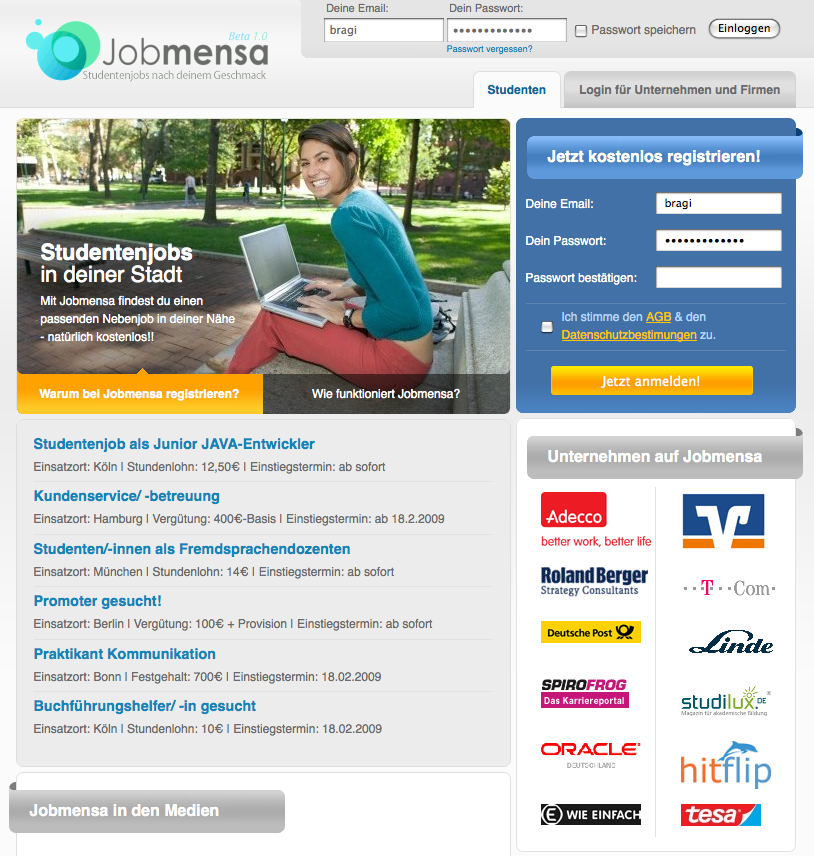 Deine Email:
Dein Passwort:
bragi
•••••••••••••
Passwort speichern
Einloggen
Passwort vergessen?
Beta 1.0
Jobmensa
Studentenjobs nach deinem Geschmack
Studenten
Login für Unternehmen und Firmen
Studentenjobs
in deiner Stadt
Mit Jobmensa findest du einen
passenden Nebenjob in deiner Nähe
- natürlich kostenlos!!
Warum bei Jobmensa registrieren?
Wie funktioniert Jobmensa?
Jetzt kostenlos registrieren!
Deine Email:
bragi
Dein Passwort:
•••••••••••••
Passwort bestätigen:
Ich stimme den AGB & den
Datenschutzbestimungen zu.
Jetzt anmelden!
Studentenjob als Junior JAVA-Entwickler
Einsatzort: Köln | Stundenlohn: 12,50€ | Einstiegstermin: ab sofort
Kundenservice/ -betreuung
Einsatzort: Hamburg | Vergütung: 400€-Basis | Einstiegstermin: ab 18.2.2009
Studenten/-innen als Fremdsprachendozenten
Einsatzort: München | Stundenlohn: 14€ | Einstiegstermin: ab sofort
Promoter gesucht!
Einsatzort: Berlin | Vergütung: 100€ + Provision | Einstiegstermin: ab sofort
Praktikant Kommunikation
Einsatzort: Bonn | Festgehalt: 700€ | Einstiegstermin: 18.02.2009
Buchführungshelfer/ -in gesucht
Einsatzort: Köln | Stundenlohn: 10€ | Einstiegstermin: 18.02.2009
Jobmensa in den Medien
Unternehmen auf Jobmensa
Adecco
better work, better life
Roland Berger
Strategy Consultants
T Com
Deutsche Post
Linde
SPIROFROG
Das Karriereportal
studilux.DE
Magazin für akademische Bildung
ORACLE
DEUTSCHLAND
hitflip
E WIE EINFACH
tesa